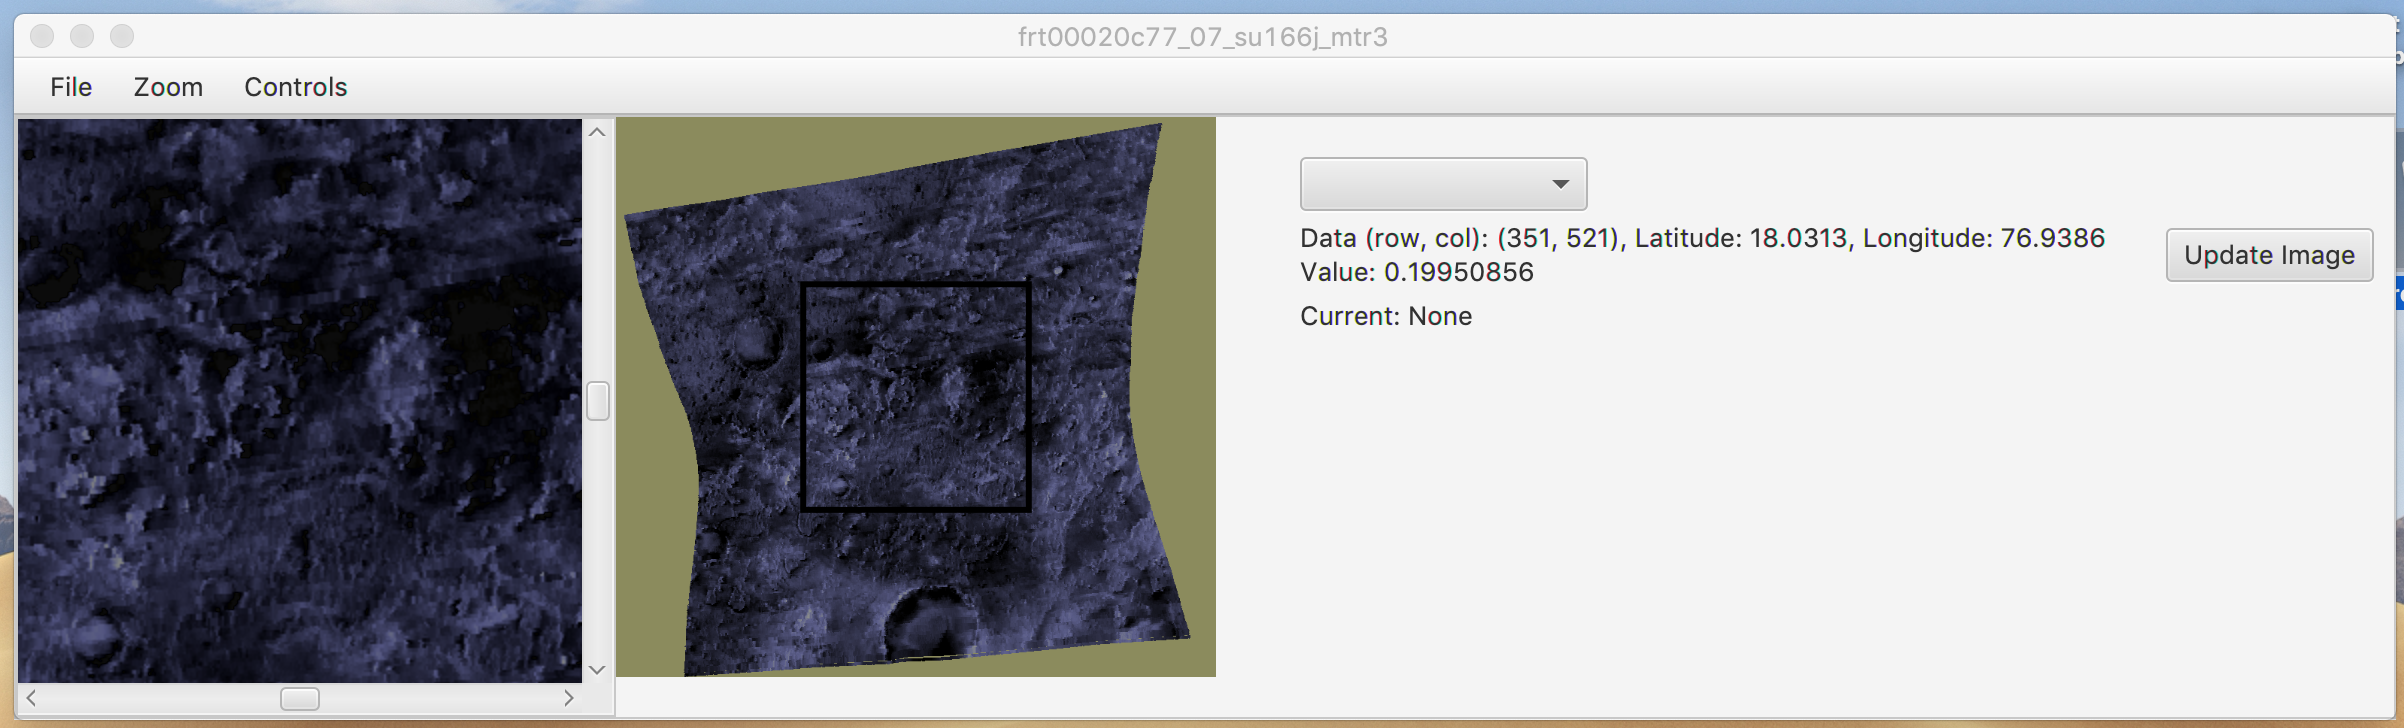 frt00020c77_07_su166j_mtr3
File Zoom Controls
Data (row, col): (351, 521), Latitude: 18.0313, Longitude: 76.9386
Value: 0.19950856
Update Image
Current: None